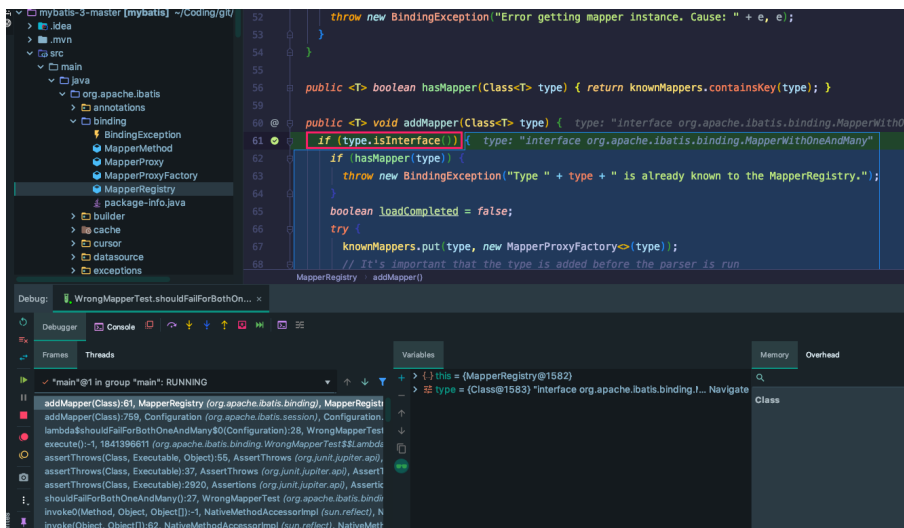 mybatis-3-master [mybatis] ~/Coding/git/
.idea
.mvn
src
main
java
org.apache.ibatis
annotations
binding
BindingException
MapperMethod
MapperProxy
MapperProxyFactory
MapperRegistry
package-info.java
builder
cache
cursor
datasource
exceptions
52 throw new BindingException("Error getting mapper instance. Cause: " + e, e);
53 }
54 }
55
56 public <T> boolean hasMapper(Class<T> type) { return knownMappers.containsKey(type); }
59
60 @ public <T> void addMapper(Class<T> type) { type: "interface org.apache.ibatis.binding.MapperWithO
61 if (type.isInterface()) { type: "interface org.apache.ibatis.binding.MapperWithOneAndMany"
62 if (hasMapper(type)) {
63 throw new BindingException("Type " + type + " is already known to the MapperRegistry.");
64 }
65 boolean loadCompleted = false;
66 try {
67 knownMappers.put(type, new MapperProxyFactory<>(type));
68 // It's important that the type is added before the parser is run
MapperRegistry › addMapper()
Debug: WrongMapperTest.shouldFailForBothOn... ×
Debugger Console
Frames Threads Variables Memory Overhead
"main"@1 in group "main": RUNNING
this = {MapperRegistry@1582}
type = {Class@1583} "interface org.apache.ibatis.binding.M... Navigate
Class
addMapper(Class):61, MapperRegistry (org.apache.ibatis.binding), MapperRegist
addMapper(Class):759, Configuration (org.apache.ibatis.session), Configuration.
lambda$shouldFailForBothOneAndMany$0(Configuration):28, WrongMapperTest
execute():-1, 1841396611 (org.apache.ibatis.binding.WrongMapperTest$$Lambda
assertThrows(Class, Executable, Object):55, AssertThrows (org.junit.jupiter.api),
assertThrows(Class, Executable):37, AssertThrows (org.junit.jupiter.api), AssertT
assertThrows(Class, Executable):2920, Assertions (org.junit.jupiter.api), Assertio
shouldFailForBothOneAndMany():27, WrongMapperTest (org.apache.ibatis.bindin
invoke0(Method, Object, Object[]):-1, NativeMethodAccessorImpl (sun.reflect), N
invoke(Object, Object[]):62, NativeMethodAccessorImpl (sun.reflect), NativeMeth